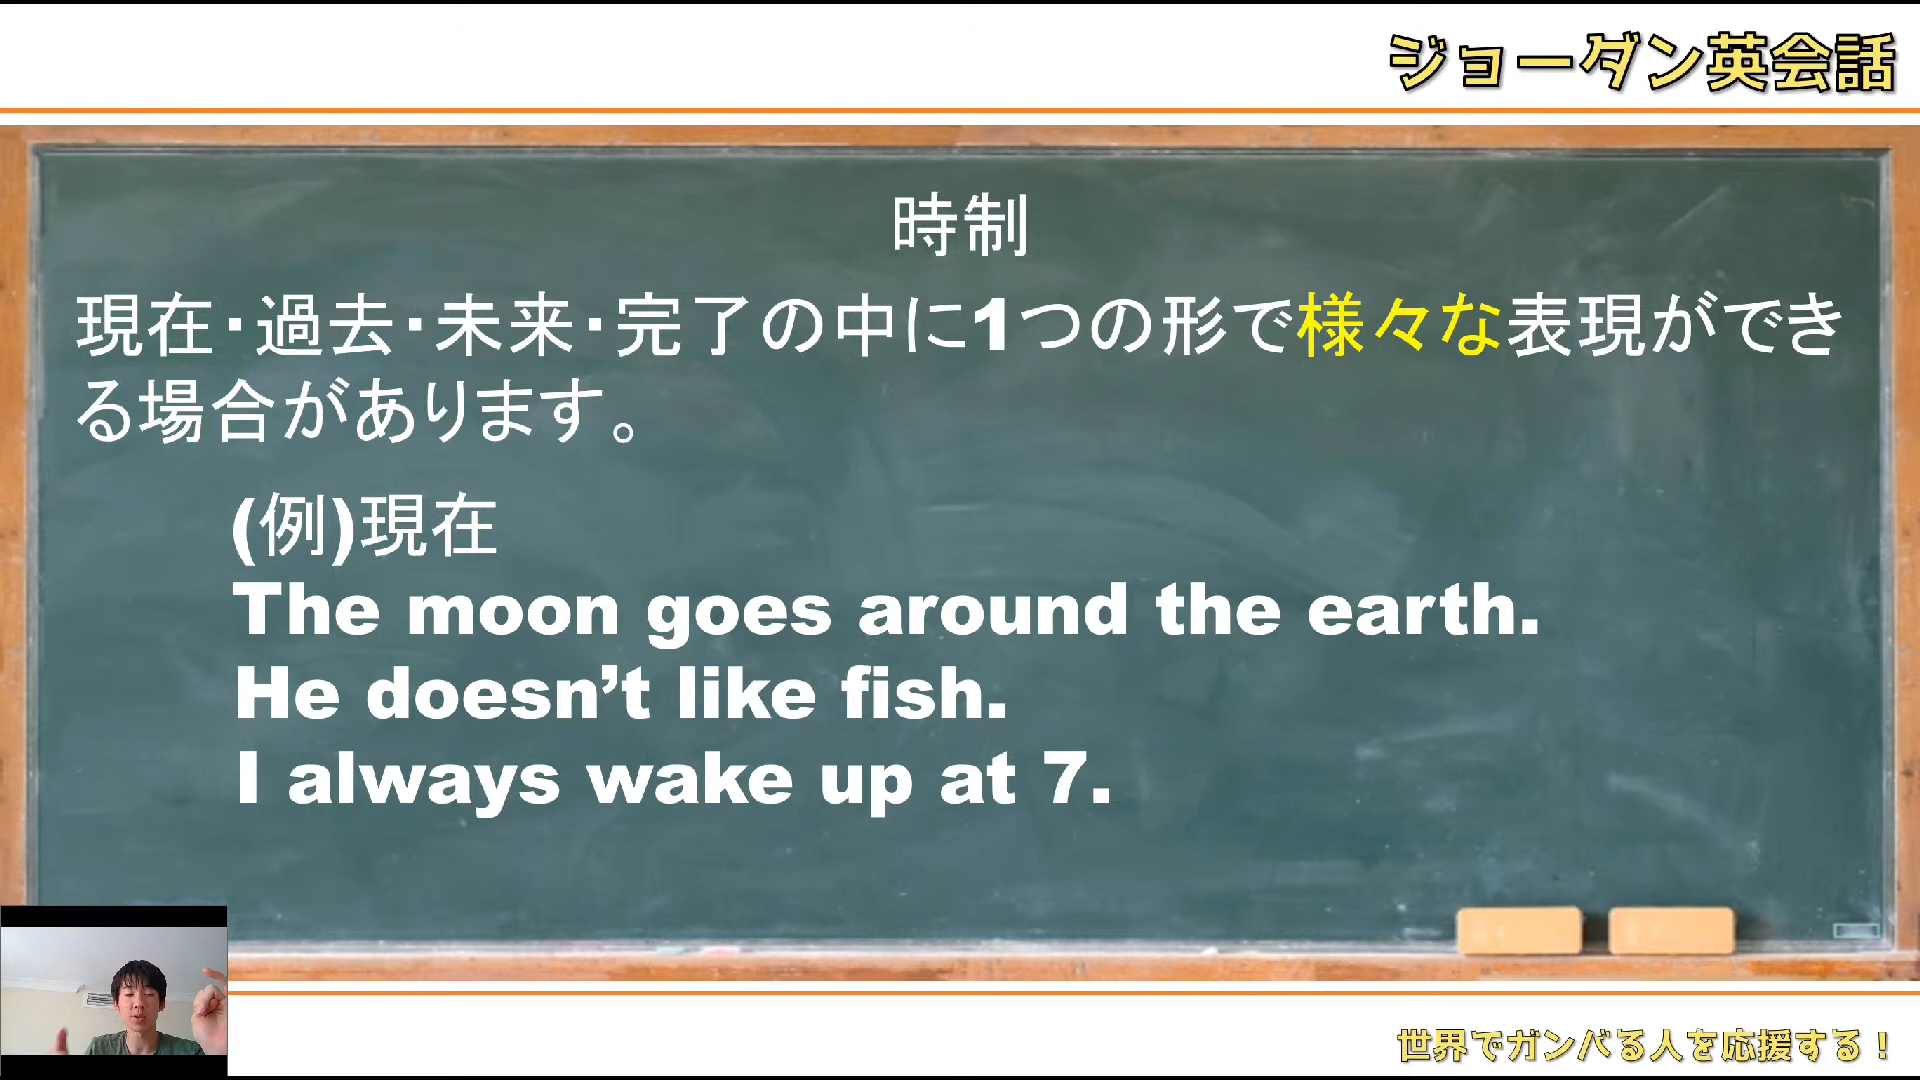 ジョーダン英会話
時制
現在・過去・未来・完了の中に1つの形で様々な表現ができ
る場合があります。
(例)現在
The moon goes around the earth.
He doesn’t like fish.
I always wake up at 7.
世界でガンバる人を応援する！